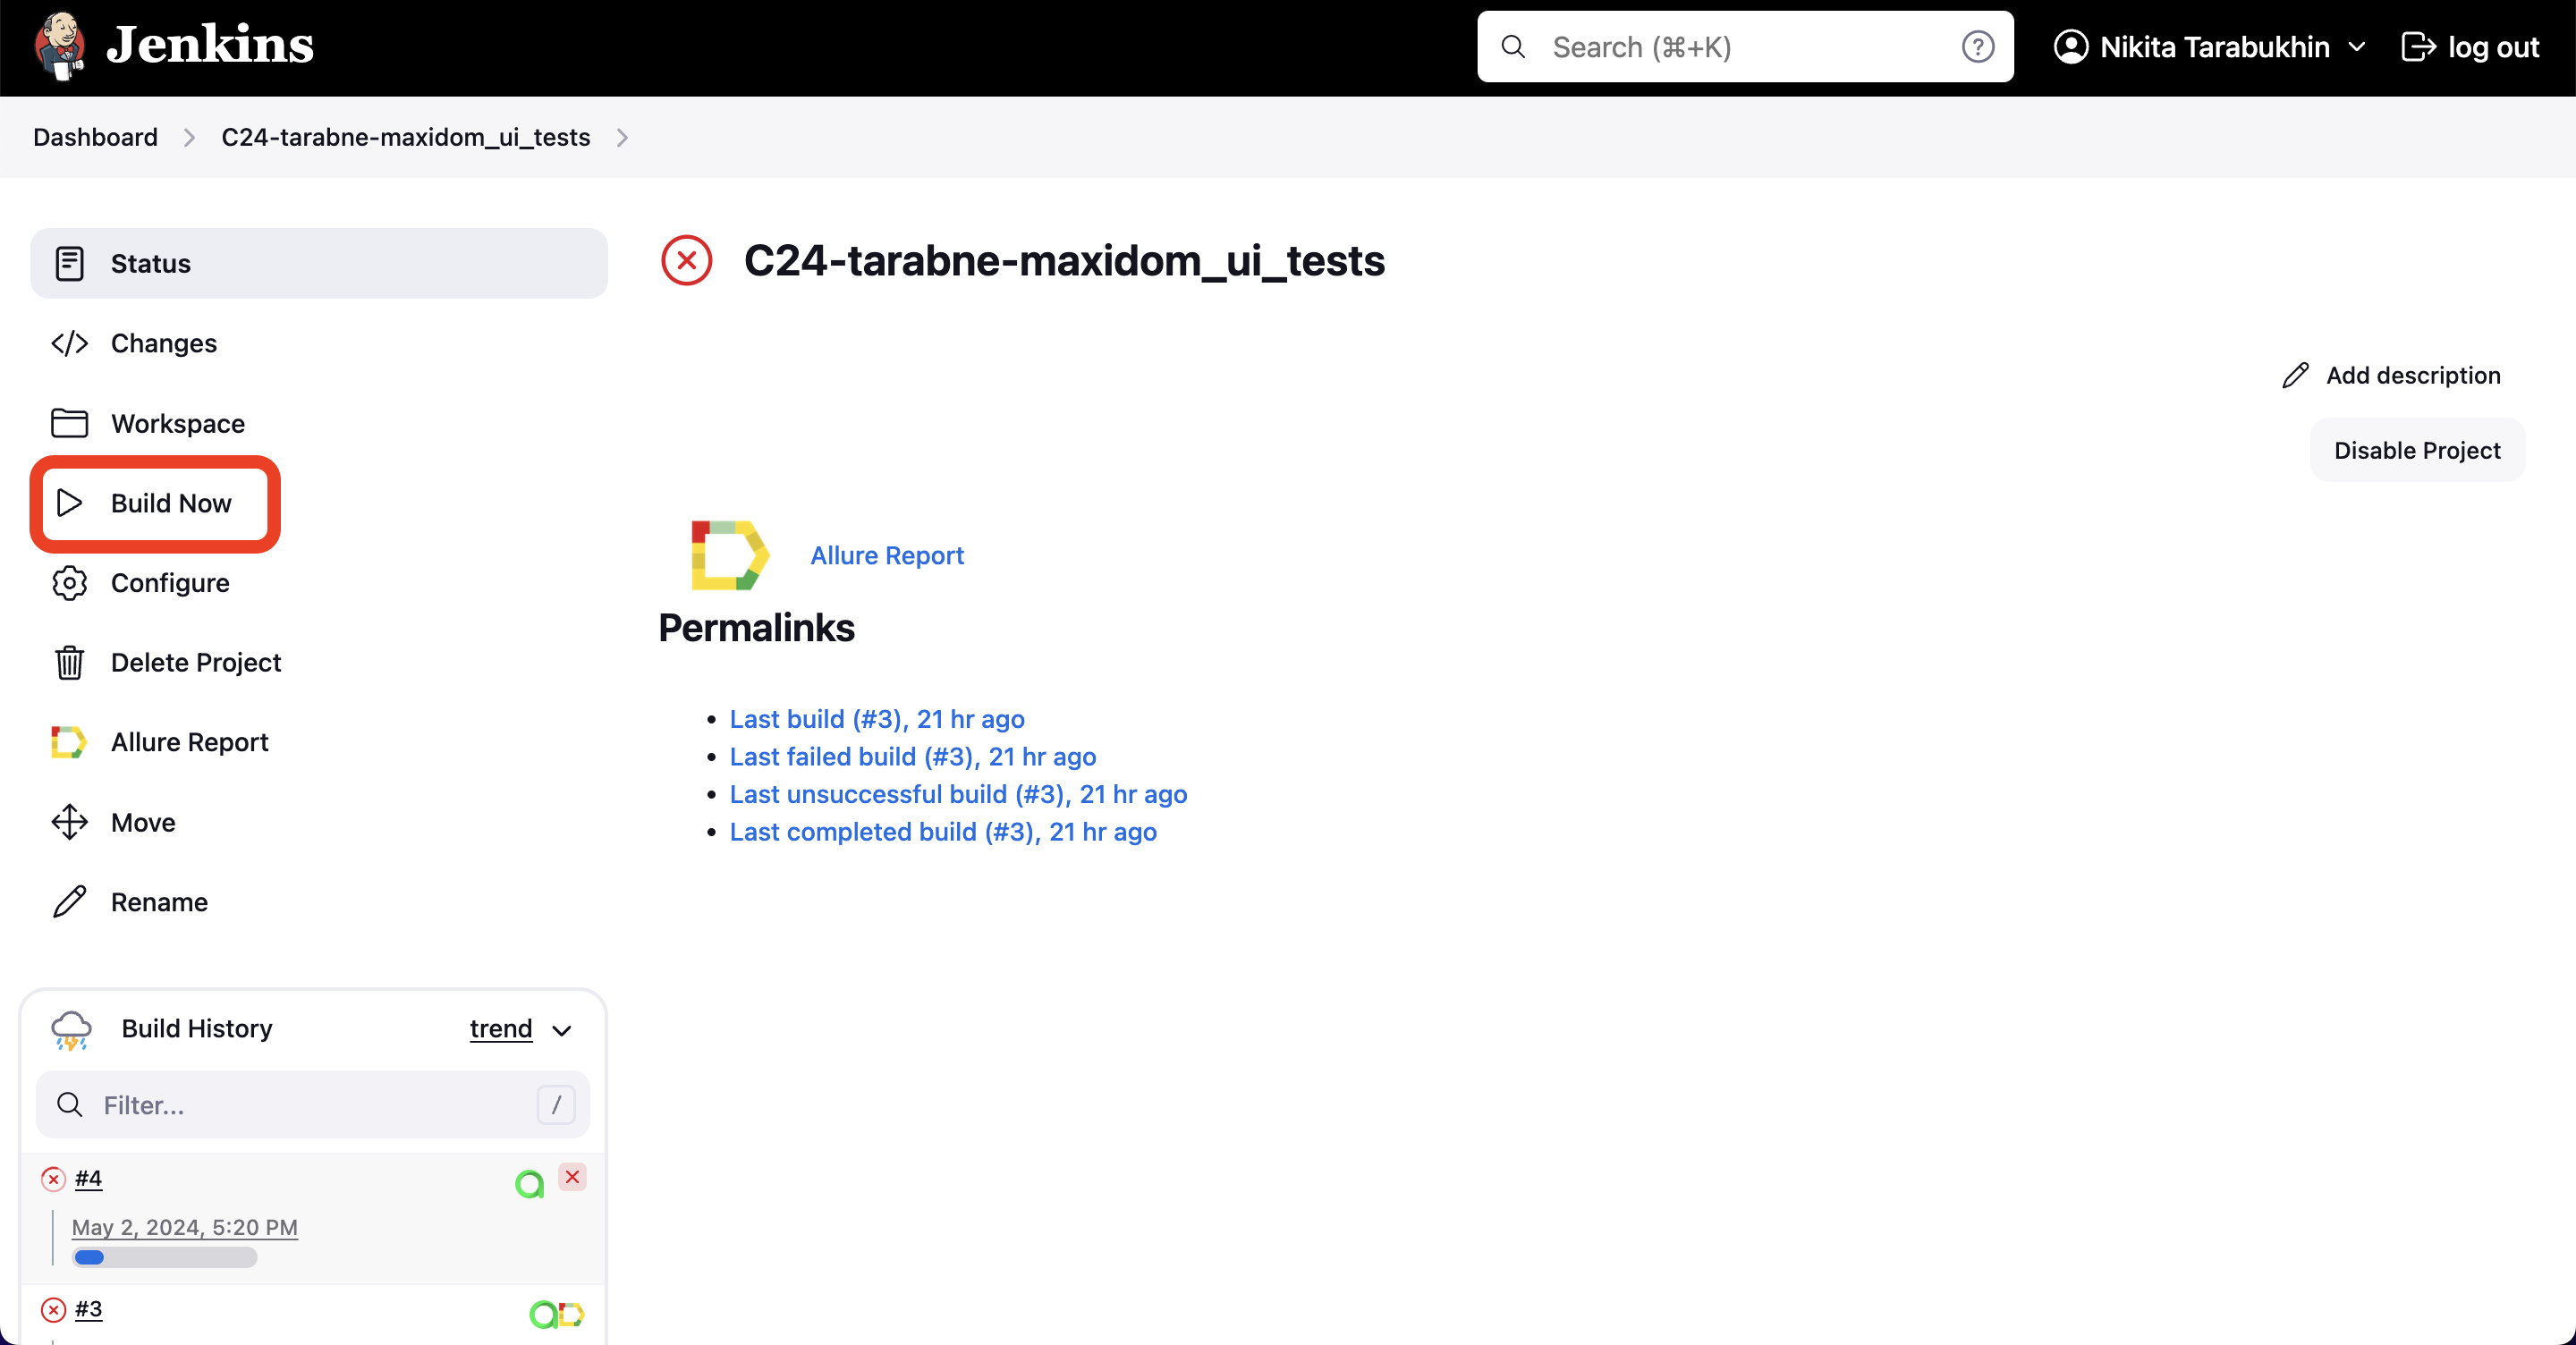 Jenkins
Search (⌘+K)
Nikita Tarabukhin
log out
Dashboard
C24-tarabne-maxidom_ui_tests
Status
Changes
Workspace
Build Now
Configure
Delete Project
Allure Report
Move
Rename
C24-tarabne-maxidom_ui_tests
Add description
Disable Project
Allure Report
Permalinks
Last build (#3), 21 hr ago
Last failed build (#3), 21 hr ago
Last unsuccessful build (#3), 21 hr ago
Last completed build (#3), 21 hr ago
Build History
trend
Filter...
/
#4
May 2, 2024, 5:20 PM
#3